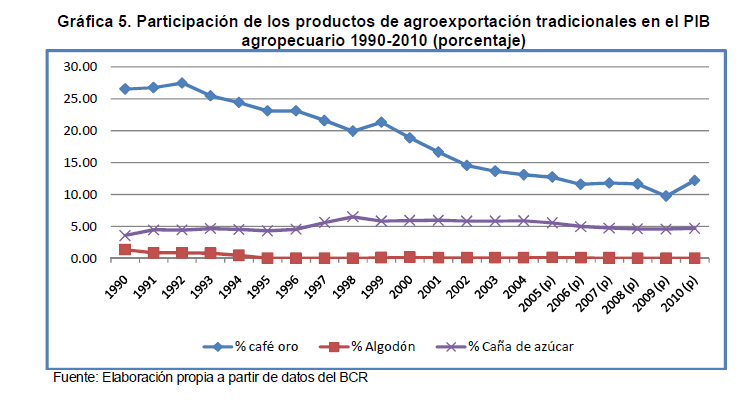 Gráfica 5. Participación de los productos de agroexportación tradicionales en el PIB
agropecuario 1990-2010 (porcentaje)
30.00
25.00
20.00
15.00
10.00
5.00
0.00
1990
1991
1992
1993
1994
1995
1996
1997
1998
1999
2000
2001
2002
2003
2004
2005 (p)
2006 (p)
2007 (p)
2008 (p)
2009 (p)
2010 (p)
% café oro
% Algodón
% Caña de azúcar
Fuente: Elaboración propia a partir de datos del BCR